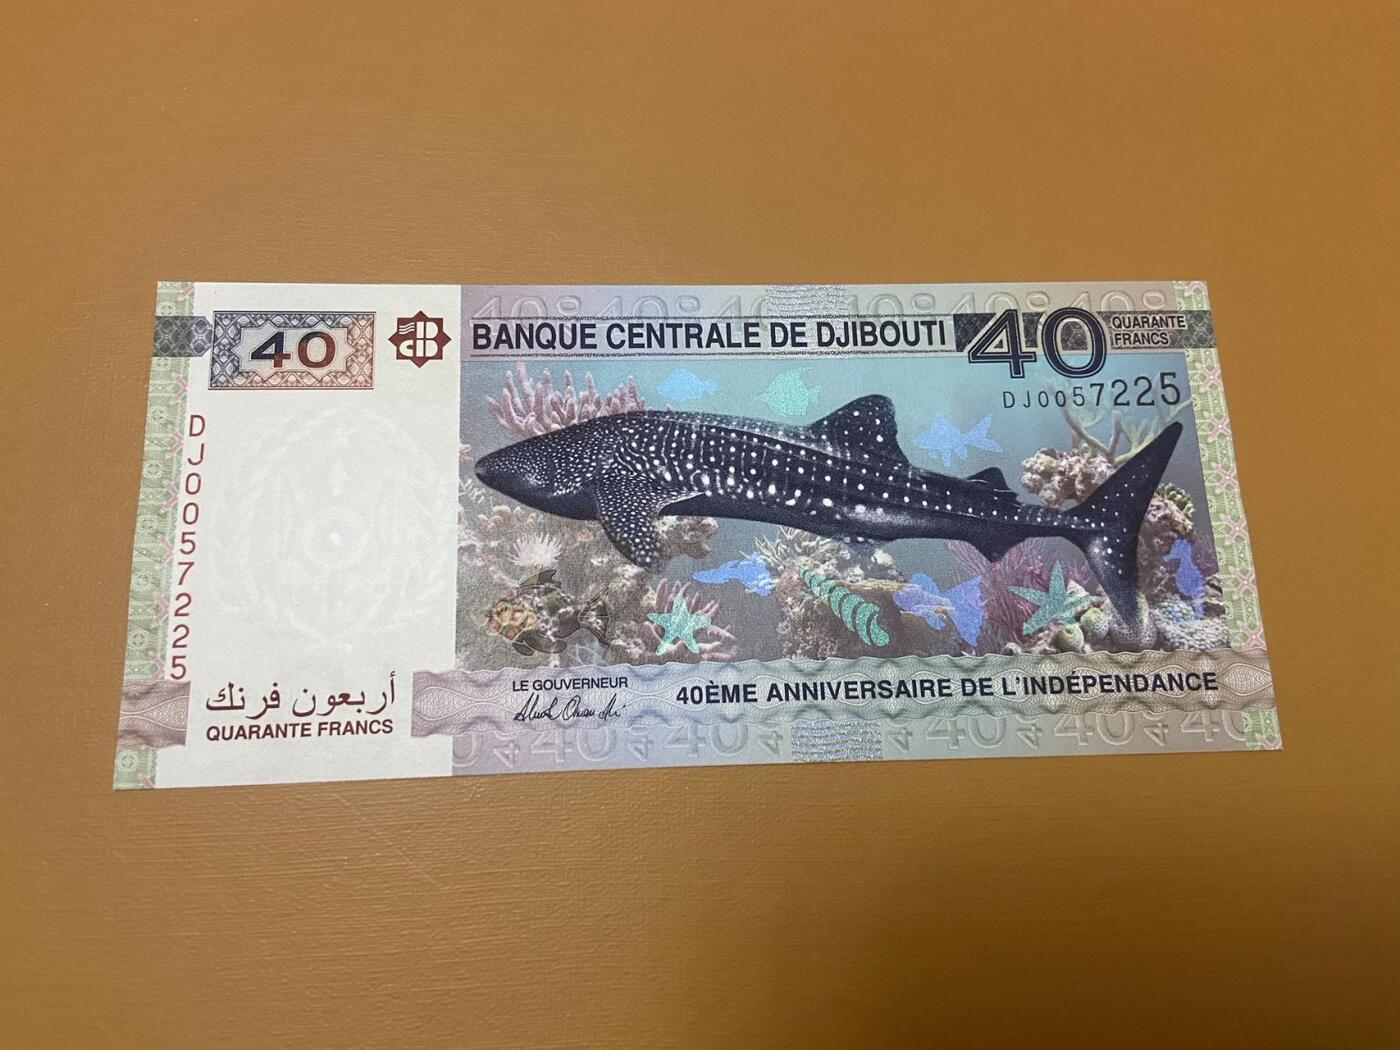 40
BANQUE CENTRALE DE DJIBOUTI
40
QUARANTE
FRANCS
DJ0057225
DJ0057225
أربعون فرنك
QUARANTE FRANCS
LE GOUVERNEUR
40ÈME ANNIVERSAIRE DE L'INDÉPENDANCE